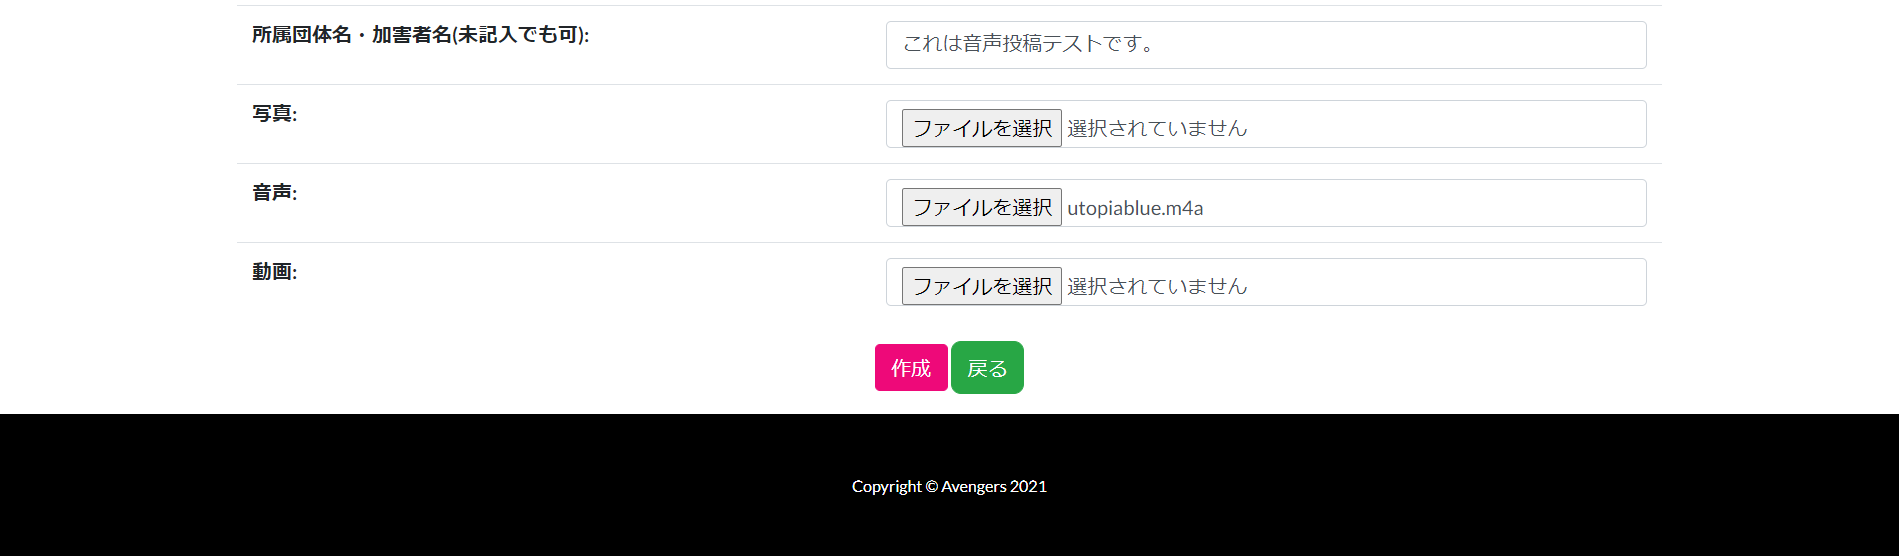 所属団体名・加害者名(未記入でも可):
これは音声投稿テストです。
写真:
ファイルを選択 選択されていません
音声:
ファイルを選択 utopiablue.m4a
動画:
ファイルを選択 選択されていません
作成 戻る
Copyright © Avengers 2021